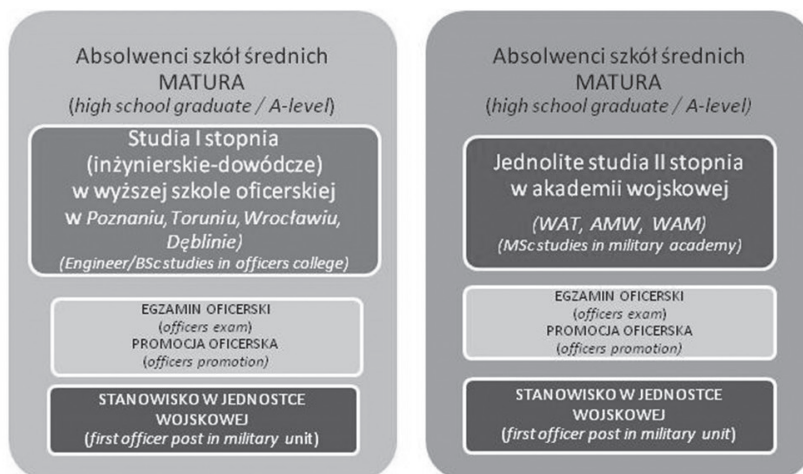 Absolwenci szkół średnich
MATURA
(high school graduate / A-level)
Studia I stopnia
(inżynierskie-dowódcze)
w wyższej szkole oficerskiej
w Poznaniu, Toruniu, Wrocławiu,
Dęblinie)
(Engineer/BSc studies in officers college)
EGZAMIN OFICERSKI
(officers exam)
PROMOCJA OFICERSKA
(officers promotion)
STANOWISKO W JEDNOSTCE
WOJSKOWEJ
(first officer post in military unit)
Absolwenci szkół średnich
MATURA
(high school graduate / A-level)
Jednolite studia II stopnia
w akademii wojskowej
(WAT, AMW, WAM)
(MSc studies in military academy)
EGZAMIN OFICERSKI
(officers exam)
PROMOCJA OFICERSKA
(officers promotion)
STANOWISKO W JEDNOSTCE
WOJSKOWEJ
(first officer post in military unit)